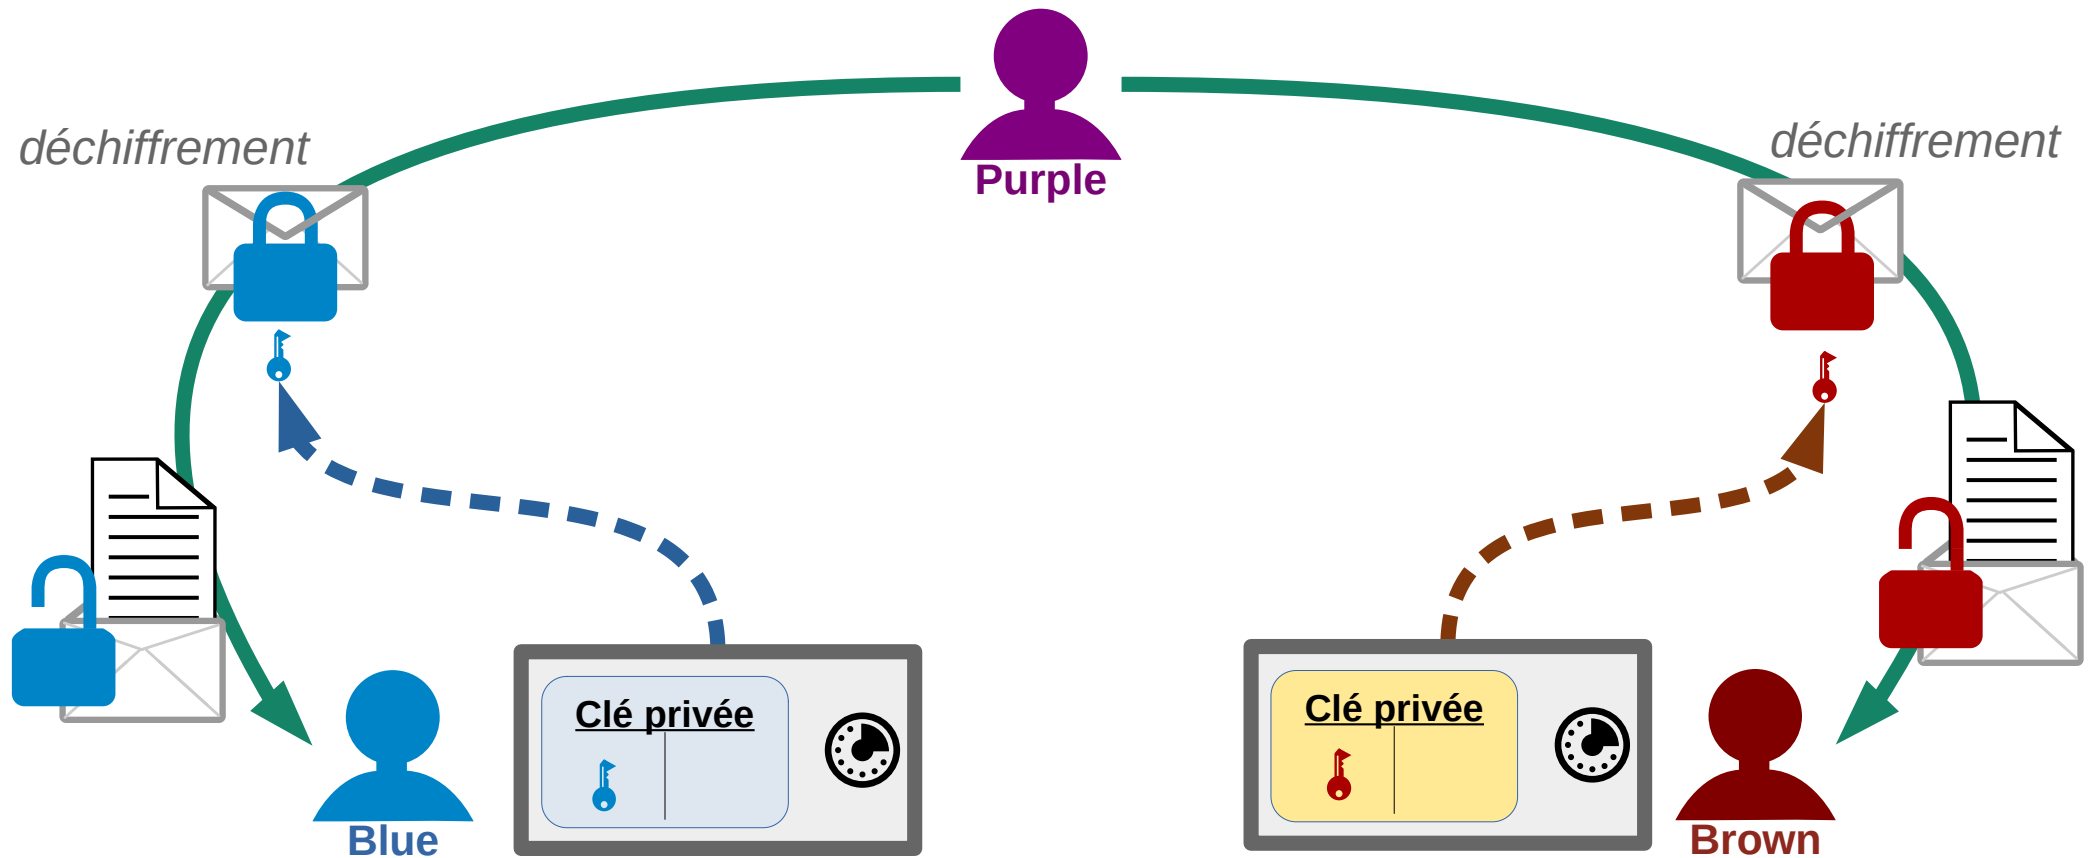 Purple
déchiffrement
déchiffrement
Clé privée
Clé privée
Blue
Brown